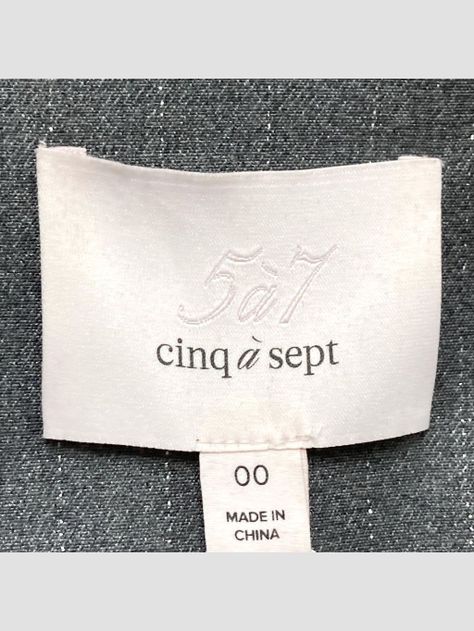 5à7
cinq à sept
00
MADE IN
CHINA